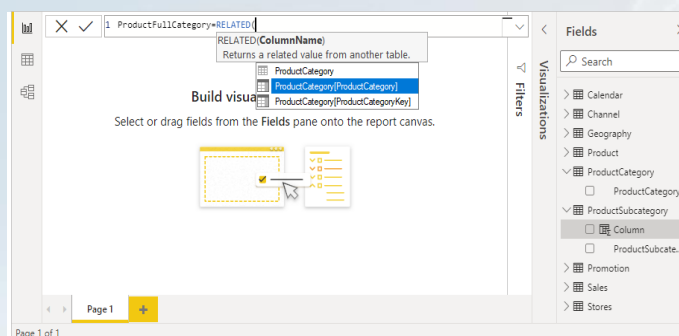 1 ProductFullCategory=RELATED(
RELATED(ColumnName)
Returns a related value from another table.
ProductCategory
ProductCategory[ProductCategory]
ProductCategory[ProductCategoryKey]
Build visua
Select or drag fields from the Fields pane onto the report canvas.
Filters
Visualizations
Fields
Search
Calendar
Channel
Geography
Product
ProductCategory
ProductCategory
ProductSubcategory
Column
ProductSubcate...
Promotion
Sales
Stores
Page 1
Page 1 of 1